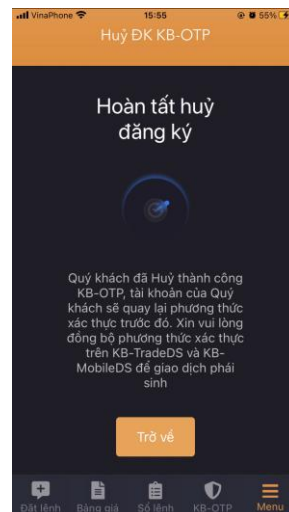 VinaPhone 15:55 55%
Huỷ ĐK KB-OTP
Hoàn tất huỷ
đăng ký
Quý khách đã Huỷ thành công
KB-OTP, tài khoản của Quý
khách sẽ quay lại phương thức
xác thực trước đó. Xin vui lòng
đồng bộ phương thức xác thực
trên KB-TradeDS và KB-
MobileDS để giao dịch phái
sinh
Trở về
Đặt lệnh Bảng giá Sổ lệnh KB-OTP Menu